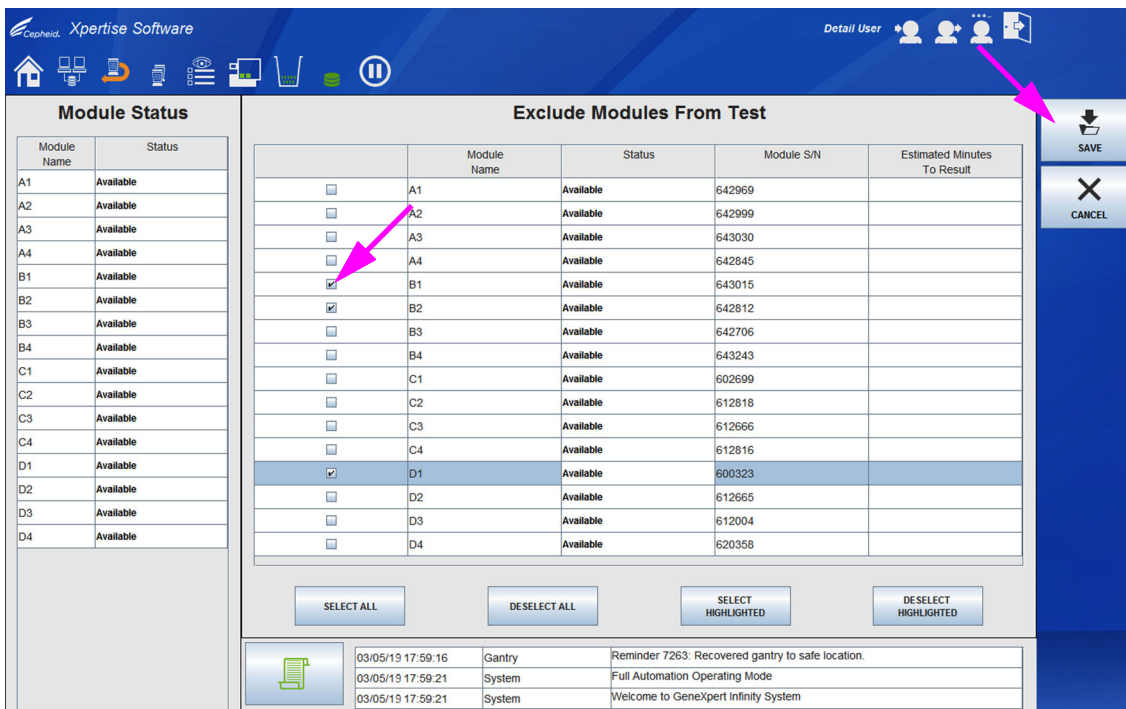 Cepheid. Xpertise Software
Detail User
Module Status
Module Name Status
A1 Available
A2 Available
A3 Available
A4 Available
B1 Available
B2 Available
B3 Available
B4 Available
C1 Available
C2 Available
C3 Available
C4 Available
D1 Available
D2 Available
D3 Available
D4 Available
Exclude Modules From Test
Module Name Status Module S/N Estimated Minutes To Result
A1 Available 642969
A2 Available 642999
A3 Available 643030
A4 Available 642845
B1 Available 643015
B2 Available 642812
B3 Available 642706
B4 Available 643243
C1 Available 602699
C2 Available 612818
C3 Available 612666
C4 Available 612816
D1 Available 600323
D2 Available 612665
D3 Available 612004
D4 Available 620358
SELECT ALL
DESELECT ALL
SELECT HIGHLIGHTED
DESELECT HIGHLIGHTED
SAVE
CANCEL
03/05/19 17:59:16 Gantry Reminder 7263: Recovered gantry to safe location.
03/05/19 17:59:21 System Full Automation Operating Mode
03/05/19 17:59:21 System Welcome to GeneXpert Infinity System